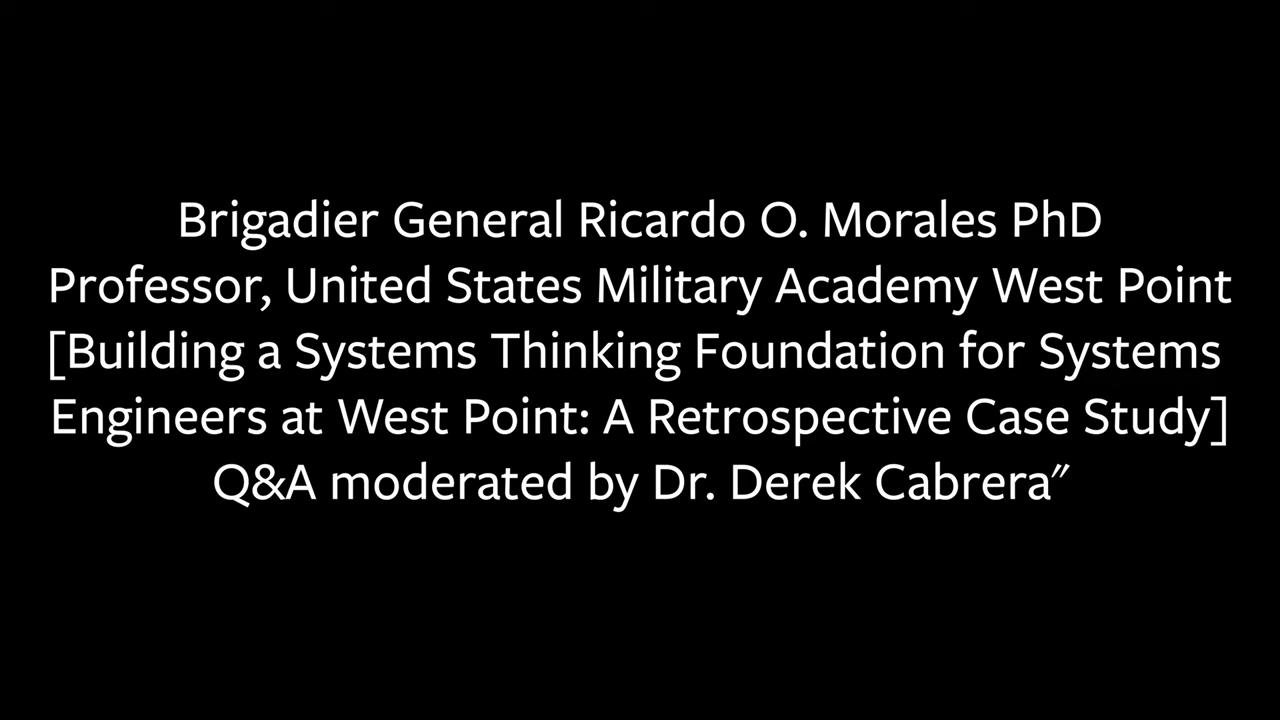 Brigadier General Ricardo O. Morales PhD
Professor, United States Military Academy West Point
[Building a Systems Thinking Foundation for Systems
Engineers at West Point: A Retrospective Case Study]
Q&A moderated by Dr. Derek Cabrera”